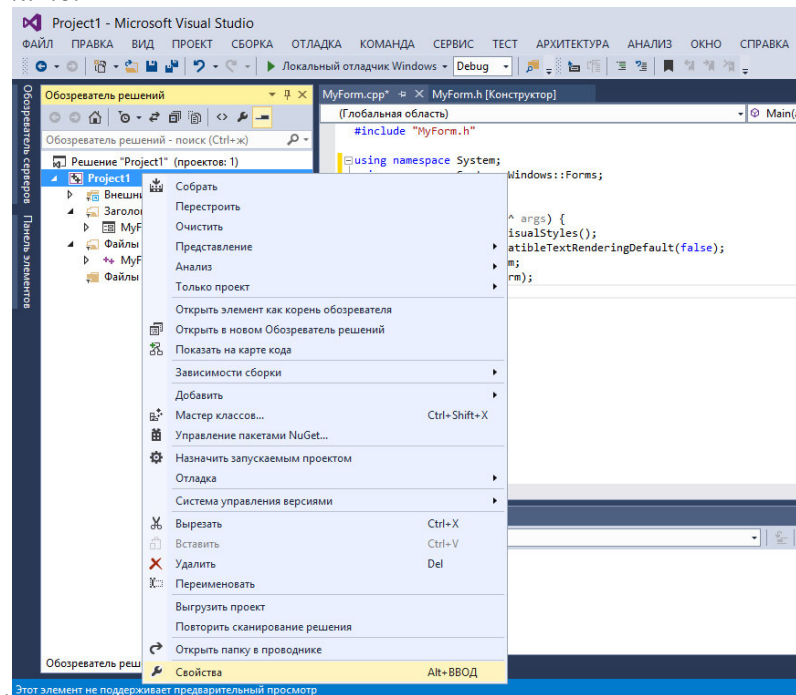 Project1 - Microsoft Visual Studio
ФАЙЛ ПРАВКА ВИД ПРОЕКТ СБОРКА ОТЛАДКА КОМАНДА СЕРВИС ТЕСТ АРХИТЕКТУРА АНАЛИЗ ОКНО СПРАВКА
Локальный отладчик Windows Debug
Обозреватель серверов
Панель элементов
Обозреватель решений
Обозреватель решений - поиск (Ctrl+ж)
Решение "Project1" (проектов: 1)
Project1
Внешни
Заголо
MyF
Файлы
MyF
Файлы
MyForm.cpp* MyForm.h [Конструктор]
(Глобальная область) Main(
#include "MyForm.h"
using namespace System;
Windows::Forms;
^ args) {
isualStyles();
atibleTextRenderingDefault(false);
m;
rm);
Собрать
Перестроить
Очистить
Представление
Анализ
Только проект
Открыть элемент как корень обозревателя
Открыть в новом Обозреватель решений
Показать на карте кода
Зависимости сборки
Добавить
Мастер классов... Ctrl+Shift+X
Управление пакетами NuGet...
Назначить запускаемым проектом
Отладка
Система управления версиями
Вырезать Ctrl+X
Вставить Ctrl+V
Удалить Del
Переименовать
Выгрузить проект
Повторить сканирование решения
Открыть папку в проводнике
Свойства Alt+ВВОД
Обозреватель реш
Этот элемент не поддерживает предварительный просмотр